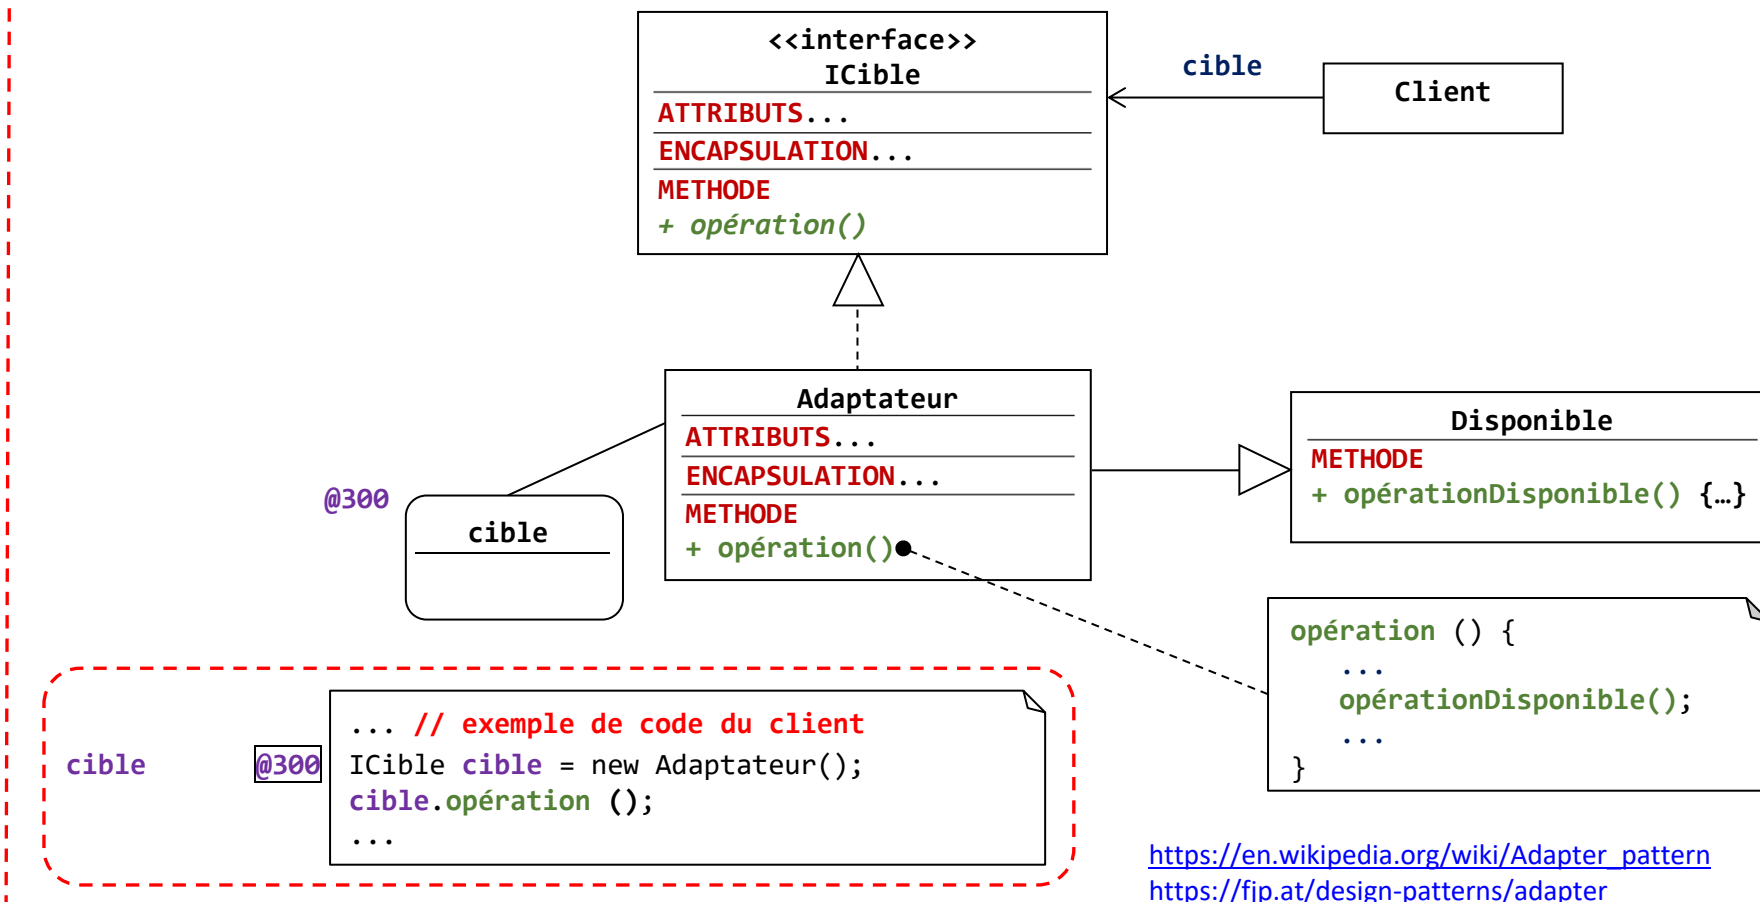 <<interface>>
ICible
ATTRIBUTS...
ENCAPSULATION...
METHODE
+ opération()
cible
Client
Adaptateur
ATTRIBUTS...
ENCAPSULATION...
METHODE
+ opération()
Disponible
METHODE
+ opérationDisponible() {…}
@300
cible
opération () {
...
opérationDisponible();
...
}
cible
@300
... // exemple de code du client
ICible cible = new Adaptateur();
cible.opération ();
...
https://en.wikipedia.org/wiki/Adapter_pattern
https://fjp.at/design-patterns/adapter